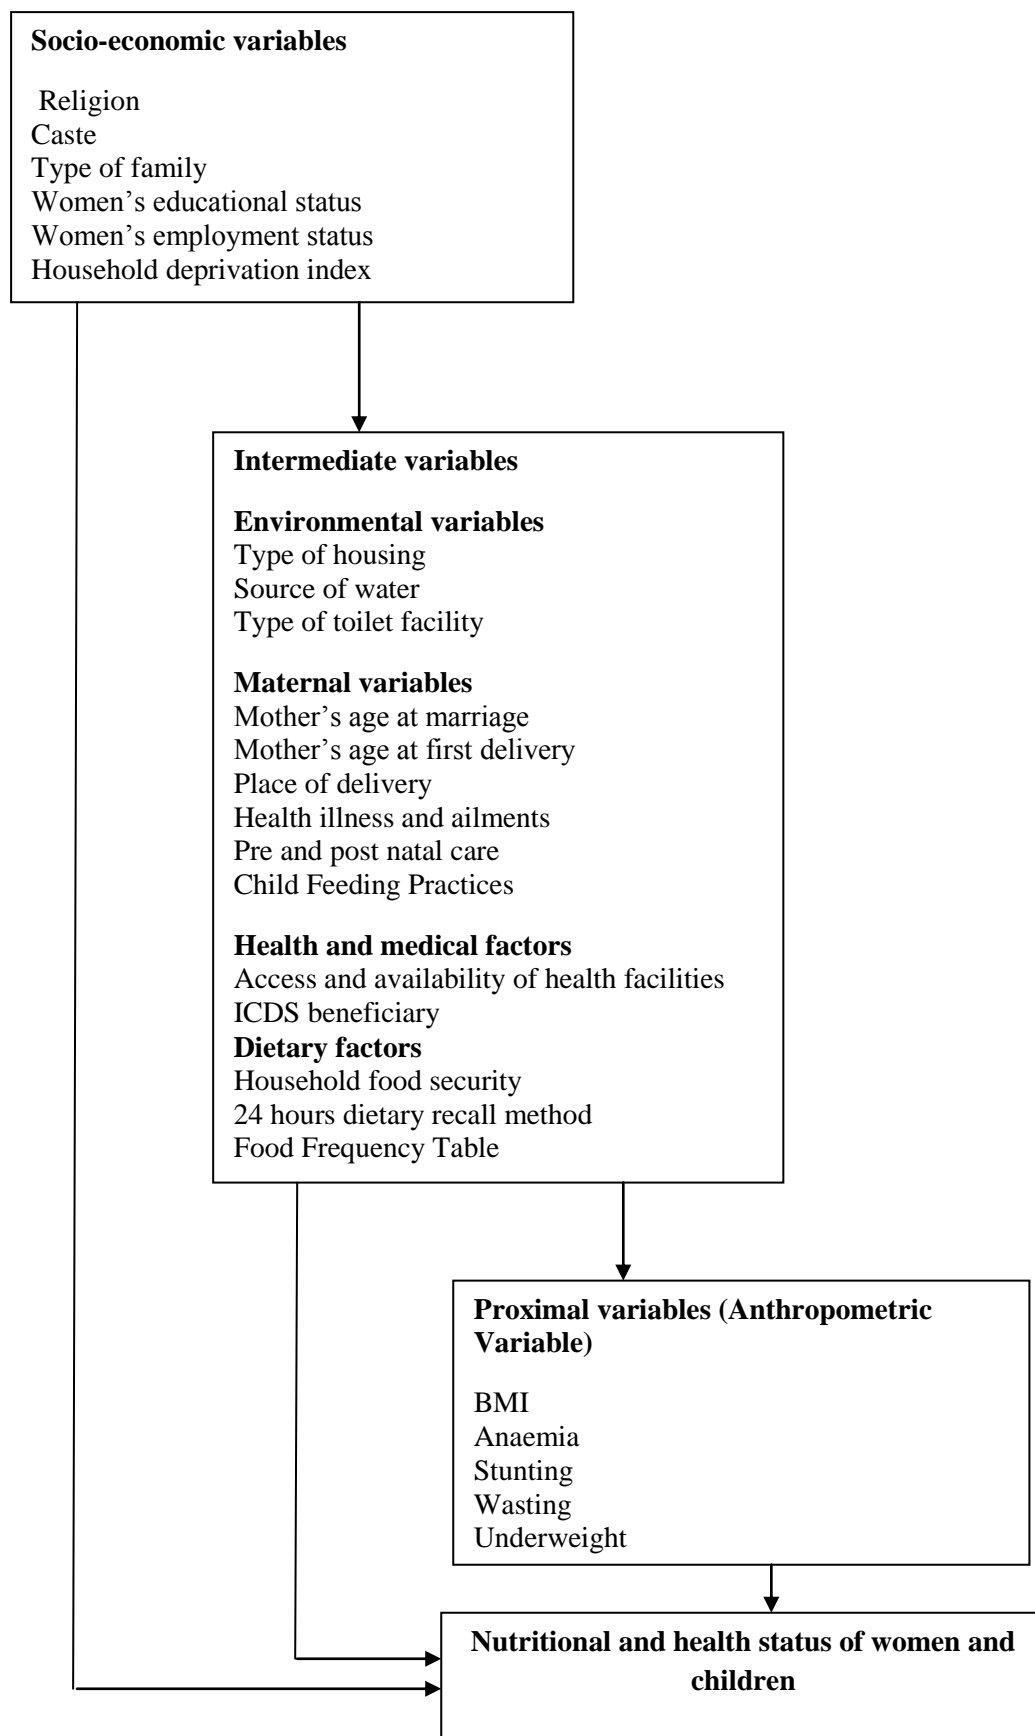 Socio-economic variables
Religion
Caste
Type of family
Women’s educational status
Women’s employment status
Household deprivation index
Intermediate variables
Environmental variables
Type of housing
Source of water
Type of toilet facility
Maternal variables
Mother’s age at marriage
Mother’s age at first delivery
Place of delivery
Health illness and ailments
Pre and post natal care
Child Feeding Practices
Health and medical factors
Access and availability of health facilities
ICDS beneficiary
Dietary factors
Household food security
24 hours dietary recall method
Food Frequency Table
Proximal variables (Anthropometric
Variable)
BMI
Anaemia
Stunting
Wasting
Underweight
Nutritional and health status of women and
children